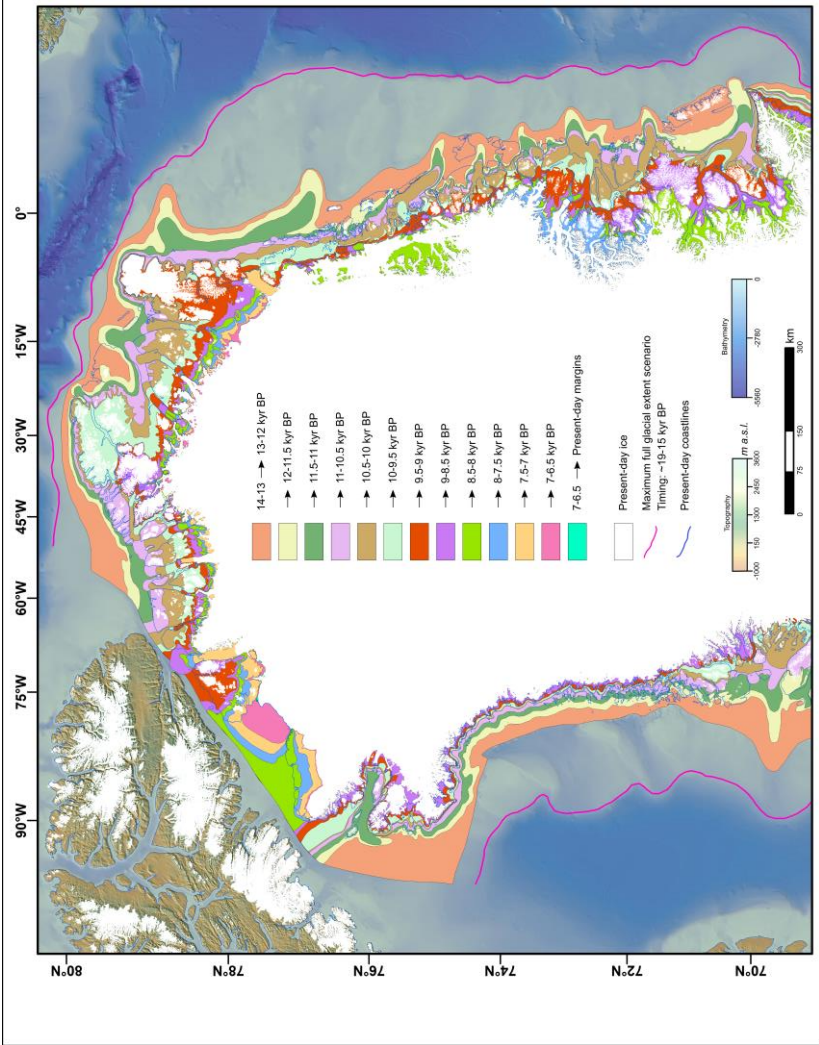 0°
15°W
30°W
45°W
60°W
75°W
90°W
80°N
78°N
76°N
74°N
72°N
70°N
14-13 → 13-12 kyr BP
→ 12-11.5 kyr BP
→ 11.5-11 kyr BP
→ 11-10.5 kyr BP
→ 10.5-10 kyr BP
→ 10-9.5 kyr BP
→ 9.5-9 kyr BP
→ 9-8.5 kyr BP
→ 8.5-8 kyr BP
→ 8-7.5 kyr BP
→ 7.5-7 kyr BP
→ 7-6.5 kyr BP
7-6.5 → Present-day margins
Present-day ice
Maximum full glacial extent scenario
Timing: ~19-15 kyr BP
Present-day coastlines
Topography
-1000 150 1300 2450 3600 m a.s.l.
Bathymetry
-5560 -2780 0
0 75 150 300 km